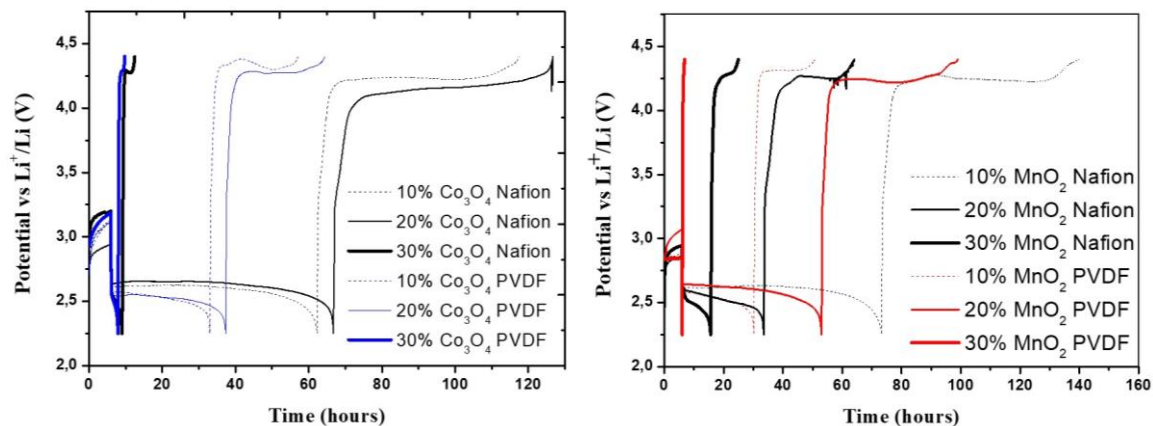 4,5
4,0
3,5
3,0
2,5
2,0
Potential vs Li⁺/Li (V)
10% Co₃O₄ Nafion
20% Co₃O₄ Nafion
30% Co₃O₄ Nafion
10% Co₃O₄ PVDF
20% Co₃O₄ PVDF
30% Co₃O₄ PVDF
0 20 40 60 80 100 120
Time (hours)
4,5
4,0
3,5
3,0
2,5
2,0
Potential vs Li⁺/Li (V)
10% MnO₂ Nafion
20% MnO₂ Nafion
30% MnO₂ Nafion
10% MnO₂ PVDF
20% MnO₂ PVDF
30% MnO₂ PVDF
0 20 40 60 80 100 120 140 160
Time (hours)